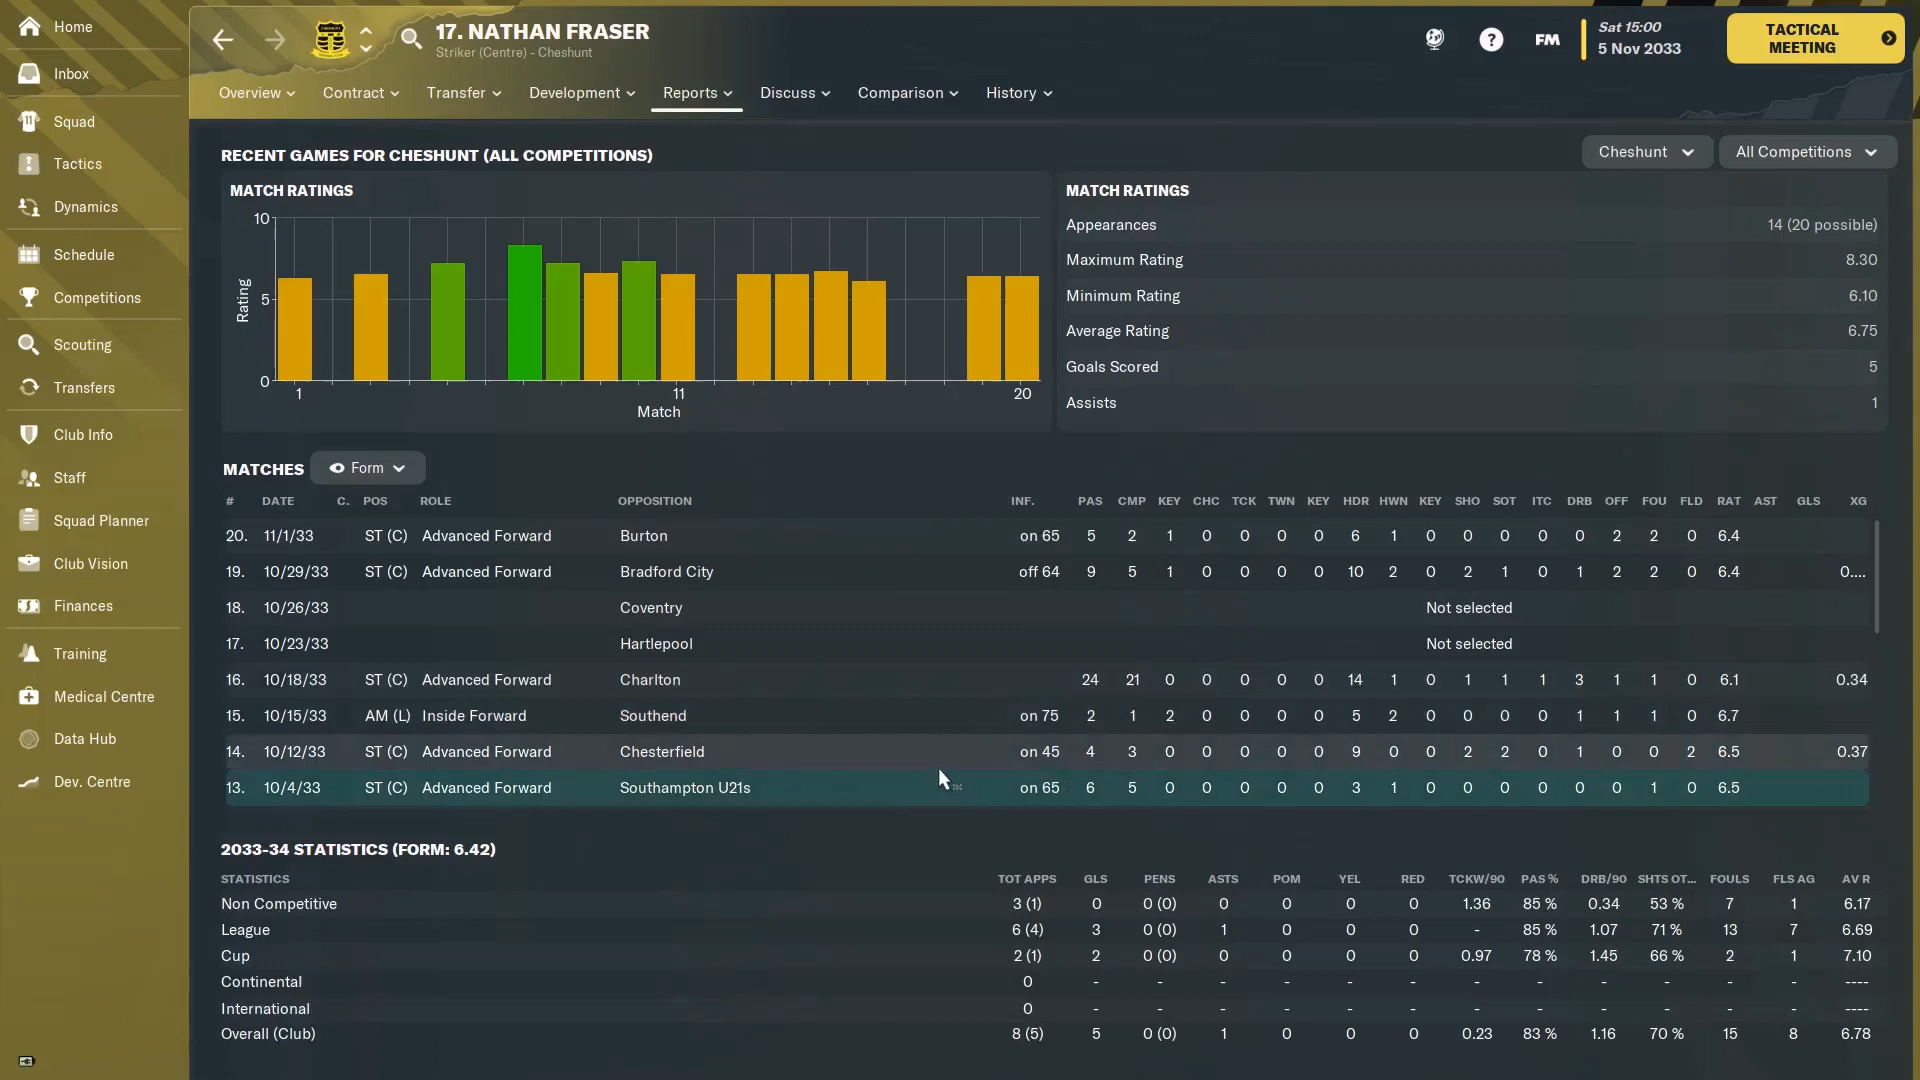 Home
Inbox
Squad
Tactics
Dynamics
Schedule
Competitions
Scouting
Transfers
Club Info
Staff
Squad Planner
Club Vision
Finances
Training
Medical Centre
Data Hub
Dev. Centre
17. NATHAN FRASER
Striker (Centre) - Cheshunt
FM
Sat 15:00
5 Nov 2033
TACTICAL
MEETING
Overview Contract Transfer Development Reports Discuss Comparison History
RECENT GAMES FOR CHESHUNT (ALL COMPETITIONS)
Cheshunt All Competitions
MATCH RATINGS
10
5
0
Rating
1 11 20
Match
MATCH RATINGS
Appearances 14 (20 possible)
Maximum Rating 8.30
Minimum Rating 6.10
Average Rating 6.75
Goals Scored 5
Assists 1
MATCHES Form
# DATE C. POS ROLE OPPOSITION INF. PAS CMP KEY CHC TCK TWN KEY HDR HWN KEY SHO SOT ITC DRB OFF FOU FLD RAT AST GLS XG
20. 11/1/33 ST (C) Advanced Forward Burton on 65 5 2 1 0 0 0 0 6 1 0 0 0 0 0 2 2 0 6.4
19. 10/29/33 ST (C) Advanced Forward Bradford City off 64 9 5 1 0 0 0 0 10 2 0 2 1 0 1 2 2 0 6.4 0....
18. 10/26/33 Coventry Not selected
17. 10/23/33 Hartlepool Not selected
16. 10/18/33 ST (C) Advanced Forward Charlton 24 21 0 0 0 0 0 14 1 0 1 1 1 3 1 1 0 6.1 0.34
15. 10/15/33 AM (L) Inside Forward Southend on 75 2 1 2 0 0 0 0 5 2 0 0 0 0 1 1 1 0 6.7
14. 10/12/33 ST (C) Advanced Forward Chesterfield on 45 4 3 0 0 0 0 0 9 0 0 2 2 0 1 0 0 2 6.5 0.37
13. 10/4/33 ST (C) Advanced Forward Southampton U21s on 65 6 5 0 0 0 0 0 3 1 0 0 0 0 0 0 1 0 6.5
2033-34 STATISTICS (FORM: 6.42)
STATISTICS TOT APPS GLS PENS ASTS POM YEL RED TCKW/90 PAS % DRB/90 SHTS OT... FOULS FLS AG AV R
Non Competitive 3 (1) 0 0 (0) 0 0 0 0 1.36 85 % 0.34 53 % 7 1 6.17
League 6 (4) 3 0 (0) 1 0 0 0 - 85 % 1.07 71 % 13 7 6.69
Cup 2 (1) 2 0 (0) 0 0 0 0 0.97 78 % 1.45 66 % 2 1 7.10
Continental 0 - - - - - - - - - - - - ----
International 0 - - - - - - - - - - - - ----
Overall (Club) 8 (5) 5 0 (0) 1 0 0 0 0.23 83 % 1.16 70 % 15 8 6.78